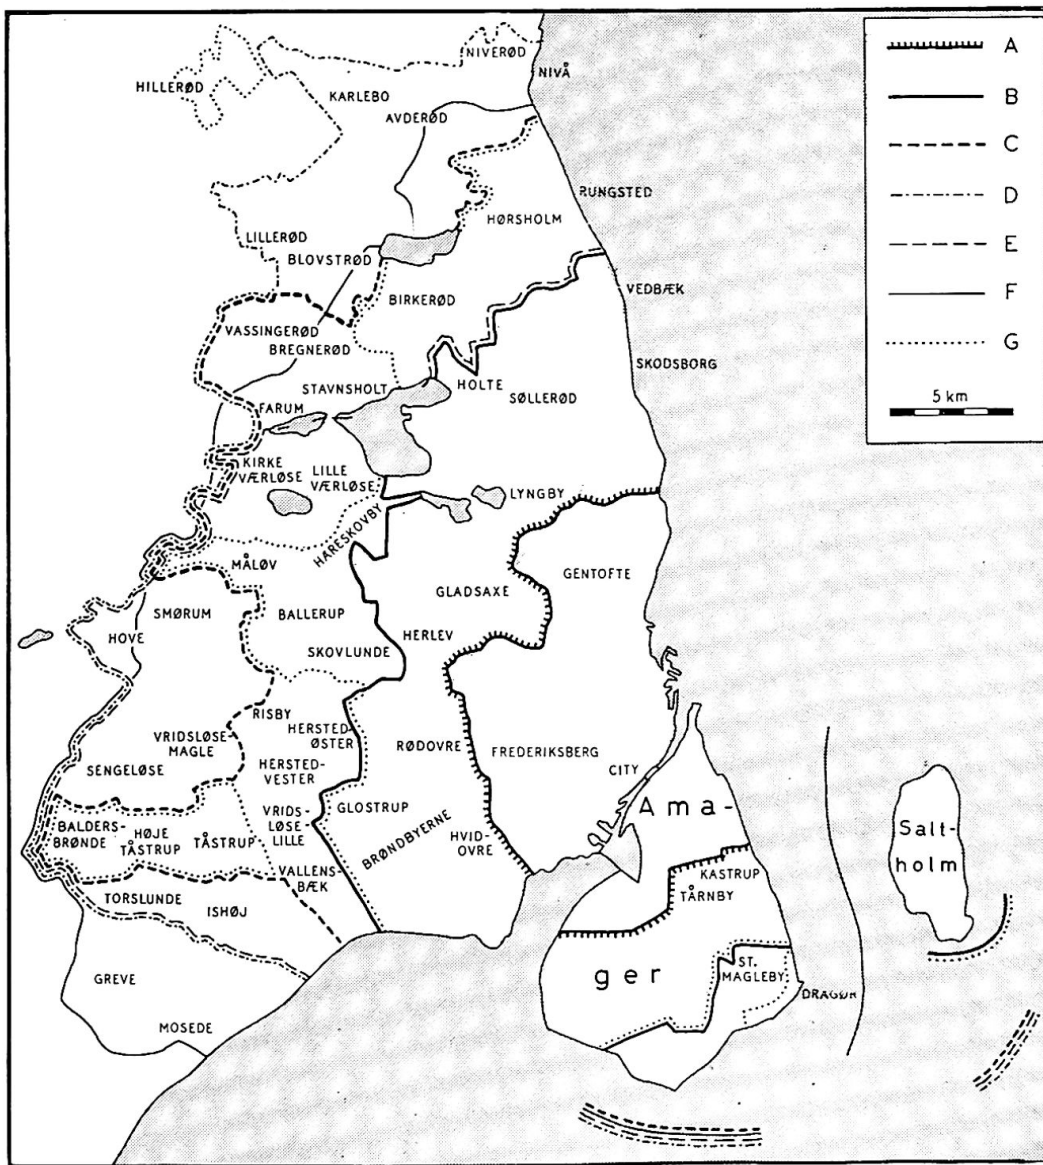 NIVERØD
NIVÅ
HILLERØD
KARLEBO
AVDERØD
RUNGSTED
HØRSHOLM
LILLERØD
BLOVSTRØD
VEDBÆK
BIRKERØD
VASSINGERØD
BREGNERØD
SKODSBORG
STAVNSHOLT
HOLTE
SØLLERØD
FARUM
KIRKE
VÆRLØSE
LILLE
VÆRLØSE
LYNGBY
HARESKOVBY
MÅLØV
GENTOFTE
GLADSAXE
SMØRUM
BALLERUP
HOVE
HERLEV
SKOVLUNDE
RISBY
HERSTED-
ØSTER
VRIDSLØSE-
MAGLE
RØDOVRE
FREDERIKSBERG
SENGELØSE
HERSTED-
VESTER
CITY
GLOSTRUP
VRIDS-
LØSE-
LILLE
BALDERS-
BRØNDE
HØJE
TÅSTRUP
TÅSTRUP
BRØNDBYERNE
HVID-
OVRE
VALLENS-
BÆK
TORSLUNDE
ISHØJ
GREVE
MOSEDE
Ama-
ger
KASTRUP
TÅRNBY
ST.
MAGLEBY
DRAGØR
Salt-
holm
A
B
C
D
E
F
G
5 km